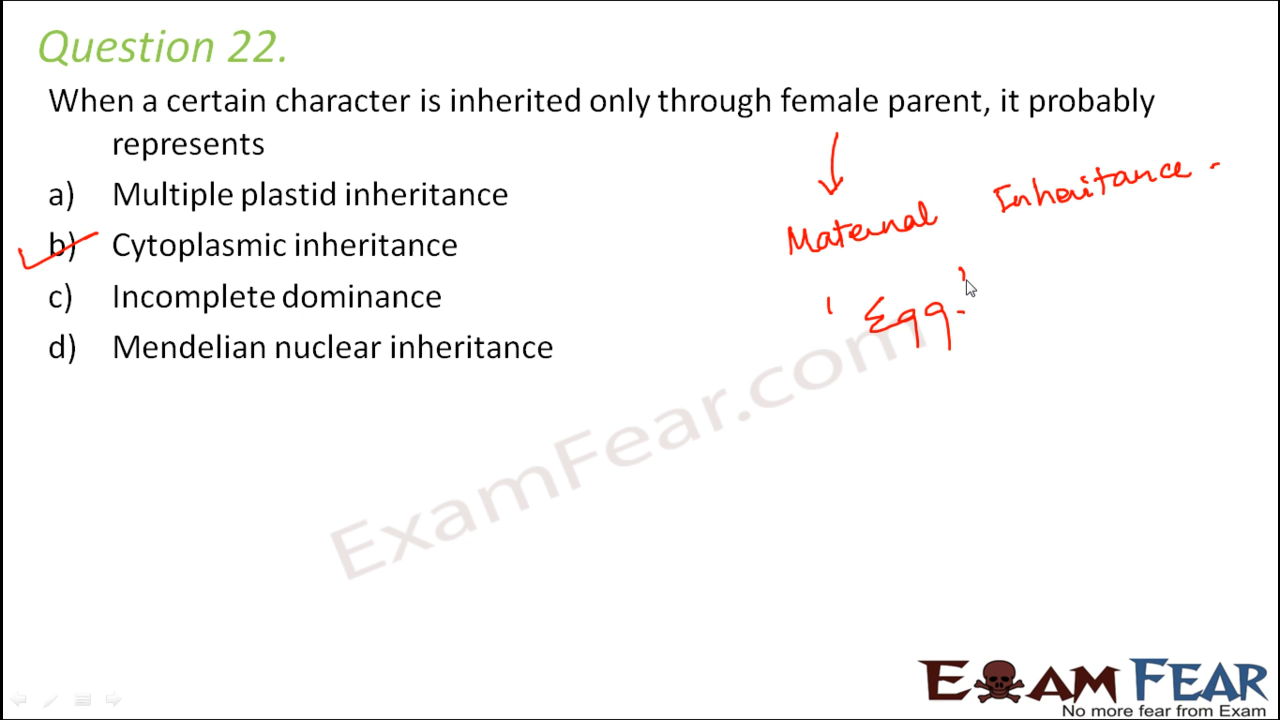 Question 22.
When a certain character is inherited only through female parent, it probably
represents
a) Multiple plastid inheritance
b) Cytoplasmic inheritance
c) Incomplete dominance
d) Mendelian nuclear inheritance
Maternal Inheritance.
' Egg. '
ExamFear.com
EXAM FEAR
No more fear from Exam